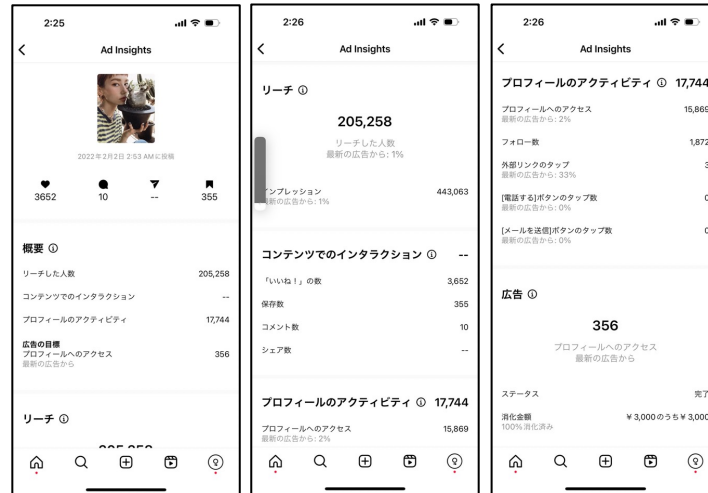 2:25
Ad Insights
2022年2月2日 2:53 AMに投稿
3652 10 -- 355
概要
リーチした人数 205,258
コンテンツでのインタラクション --
プロフィールのアクティビティ 17,744
広告の目標
プロフィールへのアクセス 356
最新の広告から
リーチ
2:26
Ad Insights
リーチ
205,258
リーチした人数
最新の広告から: 1%
インプレッション 443,063
最新の広告から: 1%
コンテンツでのインタラクション --
「いいね！」の数 3,652
保存数 355
コメント数 10
シェア数 --
プロフィールのアクティビティ 17,744
プロフィールへのアクセス 15,869
最新の広告から: 2%
2:26
Ad Insights
プロフィールのアクティビティ 17,744
プロフィールへのアクセス 15,869
最新の広告から: 2%
フォロー数 1,872
外部リンクのタップ 3
最新の広告から: 33%
[電話する]ボタンのタップ数 0
最新の広告から: 0%
[メールを送信]ボタンのタップ数 0
最新の広告から: 0%
広告
356
プロフィールへのアクセス
最新の広告から
ステータス 完了
消化金額 ￥3,000のうち￥3,000
100%消化済み